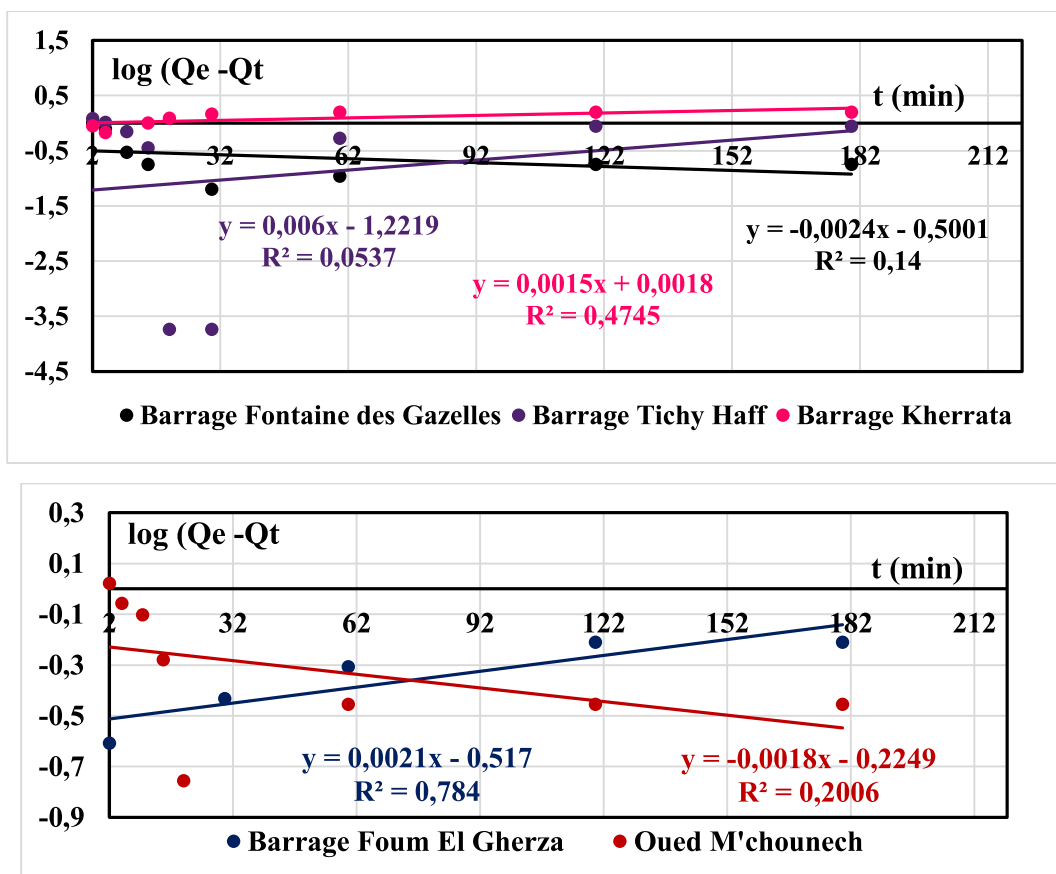 1,5
log (Qe -Qt
0,5
t (min)
-0,5
2 32 62 92 122 152 182 212
-1,5
y = 0,006x - 1,2219
R² = 0,0537
y = -0,0024x - 0,5001
R² = 0,14
-2,5
y = 0,0015x + 0,0018
R² = 0,4745
-3,5
-4,5
Barrage Fontaine des Gazelles Barrage Tichy Haff Barrage Kherrata
0,3
log (Qe -Qt
0,1
t (min)
-0,1
2 32 62 92 122 152 182 212
-0,3
-0,5
-0,7
y = 0,0021x - 0,517
R² = 0,784
y = -0,0018x - 0,2249
R² = 0,2006
-0,9
Barrage Foum El Gherza Oued M'chounech